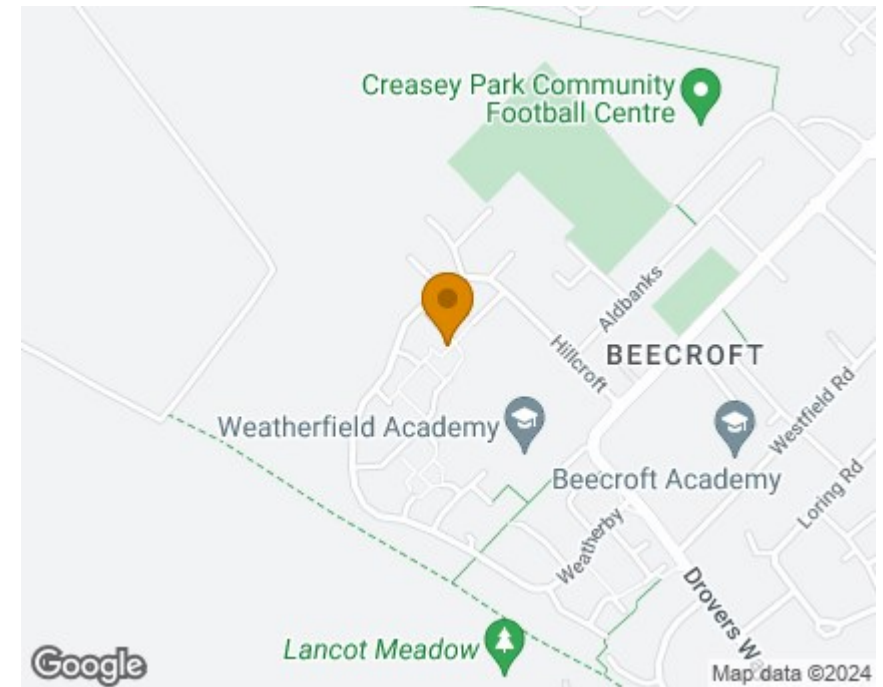 Creasey Park Community
Football Centre
Aldbanks
Hillcroft
BEECROFT
Westfield Rd
Weatherfield Academy
Beecroft Academy
Loring Rd
Weatherby
Drovers Wa
Lancot Meadow
Google
Map data ©2024